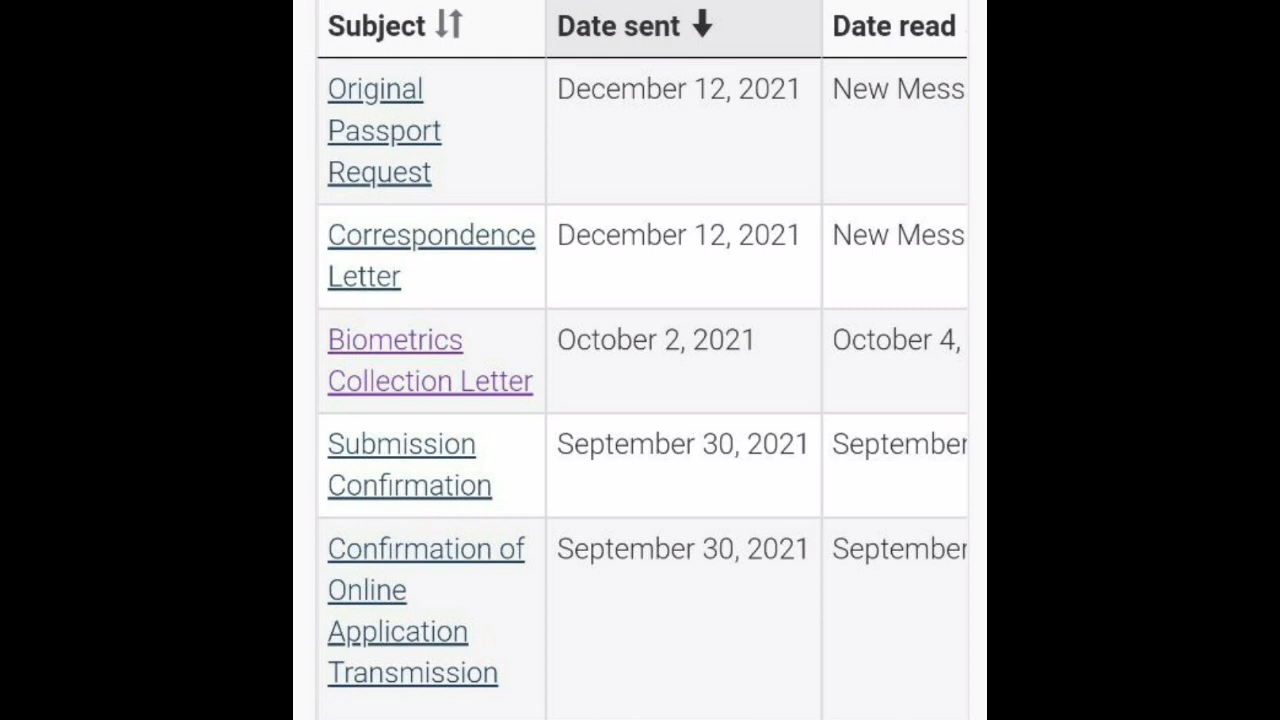 Subject Date sent Date read
Original December 12, 2021 New Mess
Passport
Request
Correspondence December 12, 2021 New Mess
Letter
Biometrics October 2, 2021 October 4,
Collection Letter
Submission September 30, 2021 September
Confirmation
Confirmation of September 30, 2021 September
Online
Application
Transmission